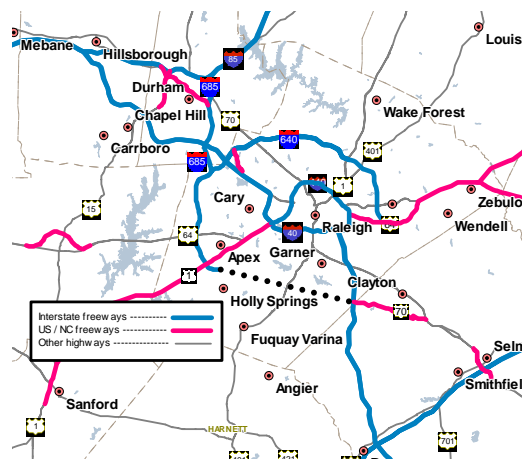 Louis
Mebane
Hillsborough
85
685
Durham
Wake Forest
Chapel Hill
70
640
Carrboro
401
685
1
15
Cary
Zebulo
64
Raleigh
Wendell
40
Garner
Apex
1
Clayton
Holly Springs
70
Interstate freeways ----------
US / NC freeways ----------
Other highways ----------
Fuquay Varina
Selm
Angier
Smithfiel
Sanford
1
HARNETT
701